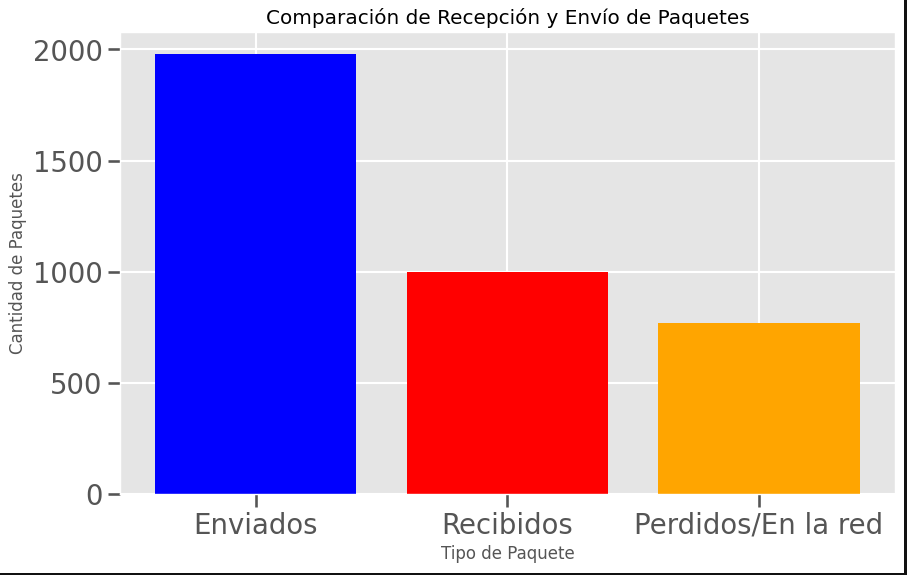 Comparación de Recepción y Envío de Paquetes
2000
1500
1000
500
0
Cantidad de Paquetes
Enviados
Recibidos
Perdidos/En la red
Tipo de Paquete